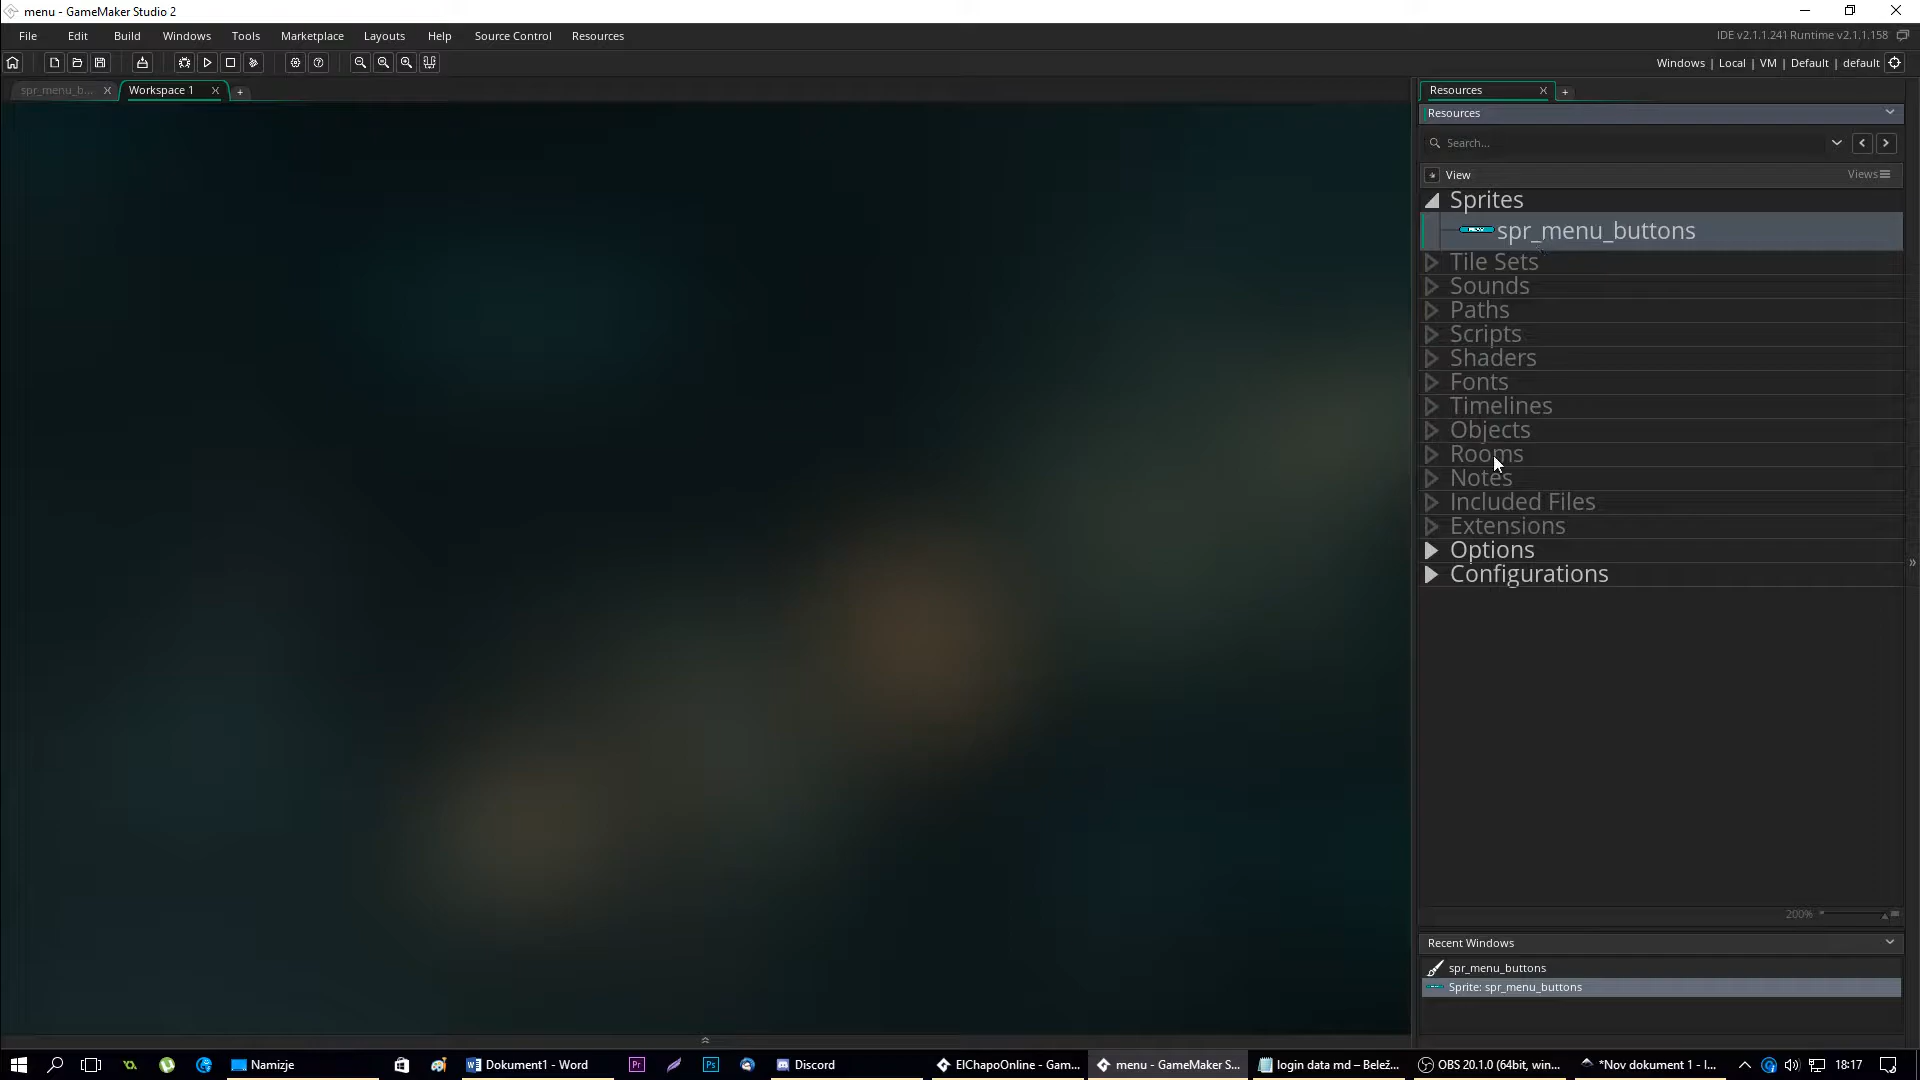 menu - GameMaker Studio 2
File Edit Build Windows Tools Marketplace Layouts Help Source Control Resources
IDE v2.1.1.241 Runtime v2.1.1.158
Windows | Local | VM | Default | default
spr_menu_b... Workspace 1
Resources
Resources
Search...
View
Views
Sprites
spr_menu_buttons
Tile Sets
Sounds
Paths
Scripts
Shaders
Fonts
Timelines
Objects
Rooms
Notes
Included Files
Extensions
Options
Configurations
200%
Recent Windows
spr_menu_buttons
Sprite: spr_menu_buttons
Namizje Dokument1 - Word Discord ElChapoOnline - Gam... menu - GameMaker S... login data md – Belež... OBS 20.1.0 (64bit, win... *Nov dokument 1 - I... 18:17